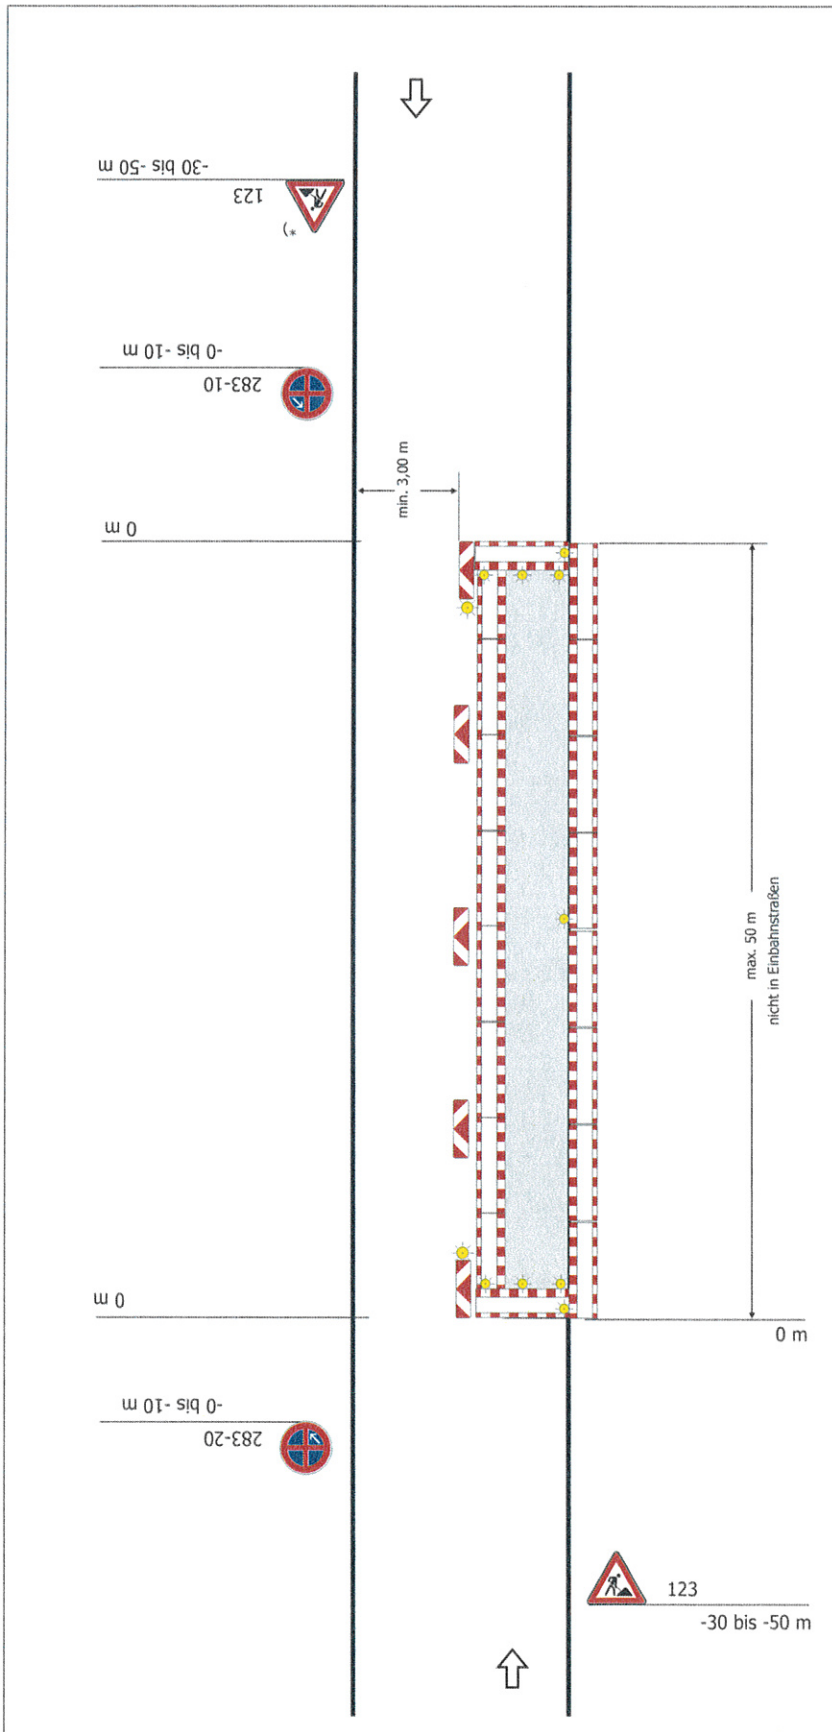 -30 bis -50 m
123
*)
-0 bis -10 m
283-10
min. 3,00 m
0 m
max. 50 m
nicht in Einbahnstraßen
0 m
0 m
-0 bis -10 m
283-20
123
-30 bis -50 m